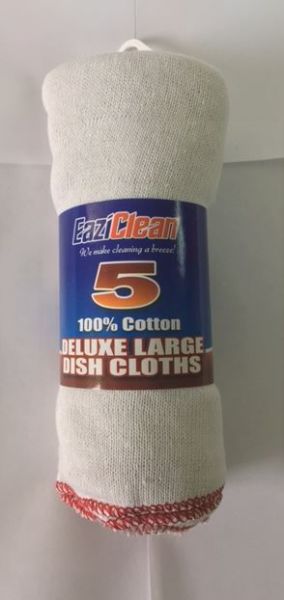 EaziClean
We make cleaning a breeze!
5
100% Cotton
DELUXE LARGE
DISH CLOTHS